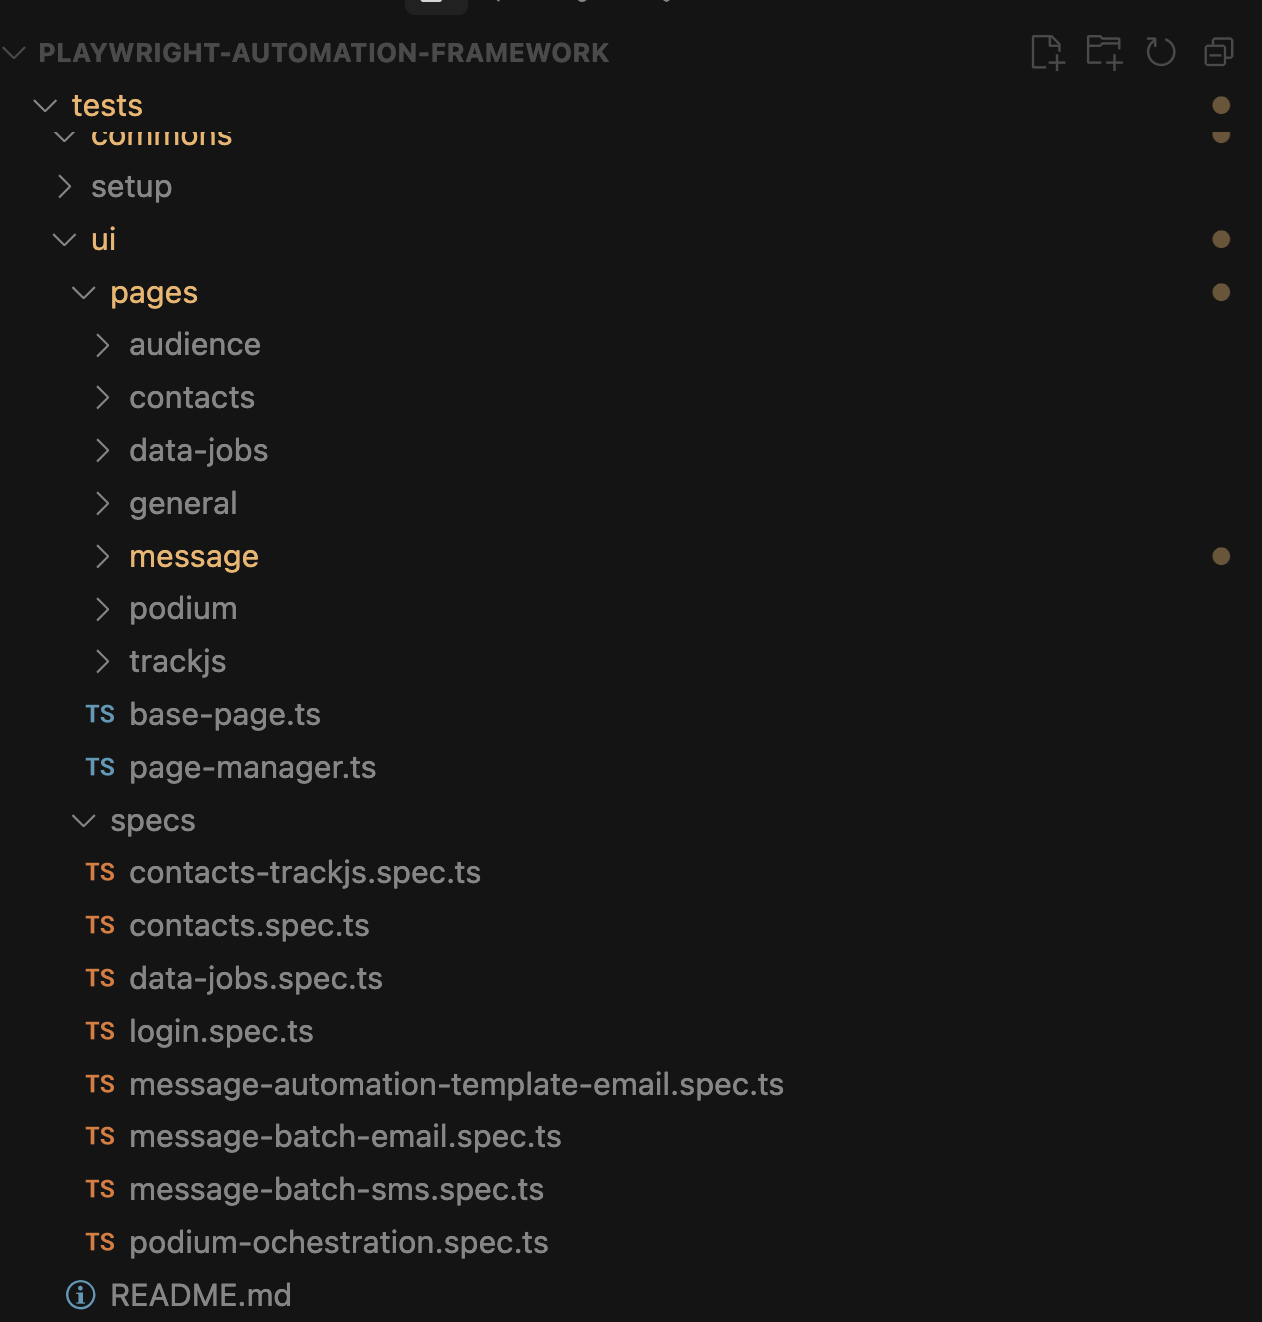 PLAYWRIGHT-AUTOMATION-FRAMEWORK
tests
commons
setup
ui
pages
audience
contacts
data-jobs
general
message
podium
trackjs
TS base-page.ts
TS page-manager.ts
specs
TS contacts-trackjs.spec.ts
TS contacts.spec.ts
TS data-jobs.spec.ts
TS login.spec.ts
TS message-automation-template-email.spec.ts
TS message-batch-email.spec.ts
TS message-batch-sms.spec.ts
TS podium-ochestration.spec.ts
README.md